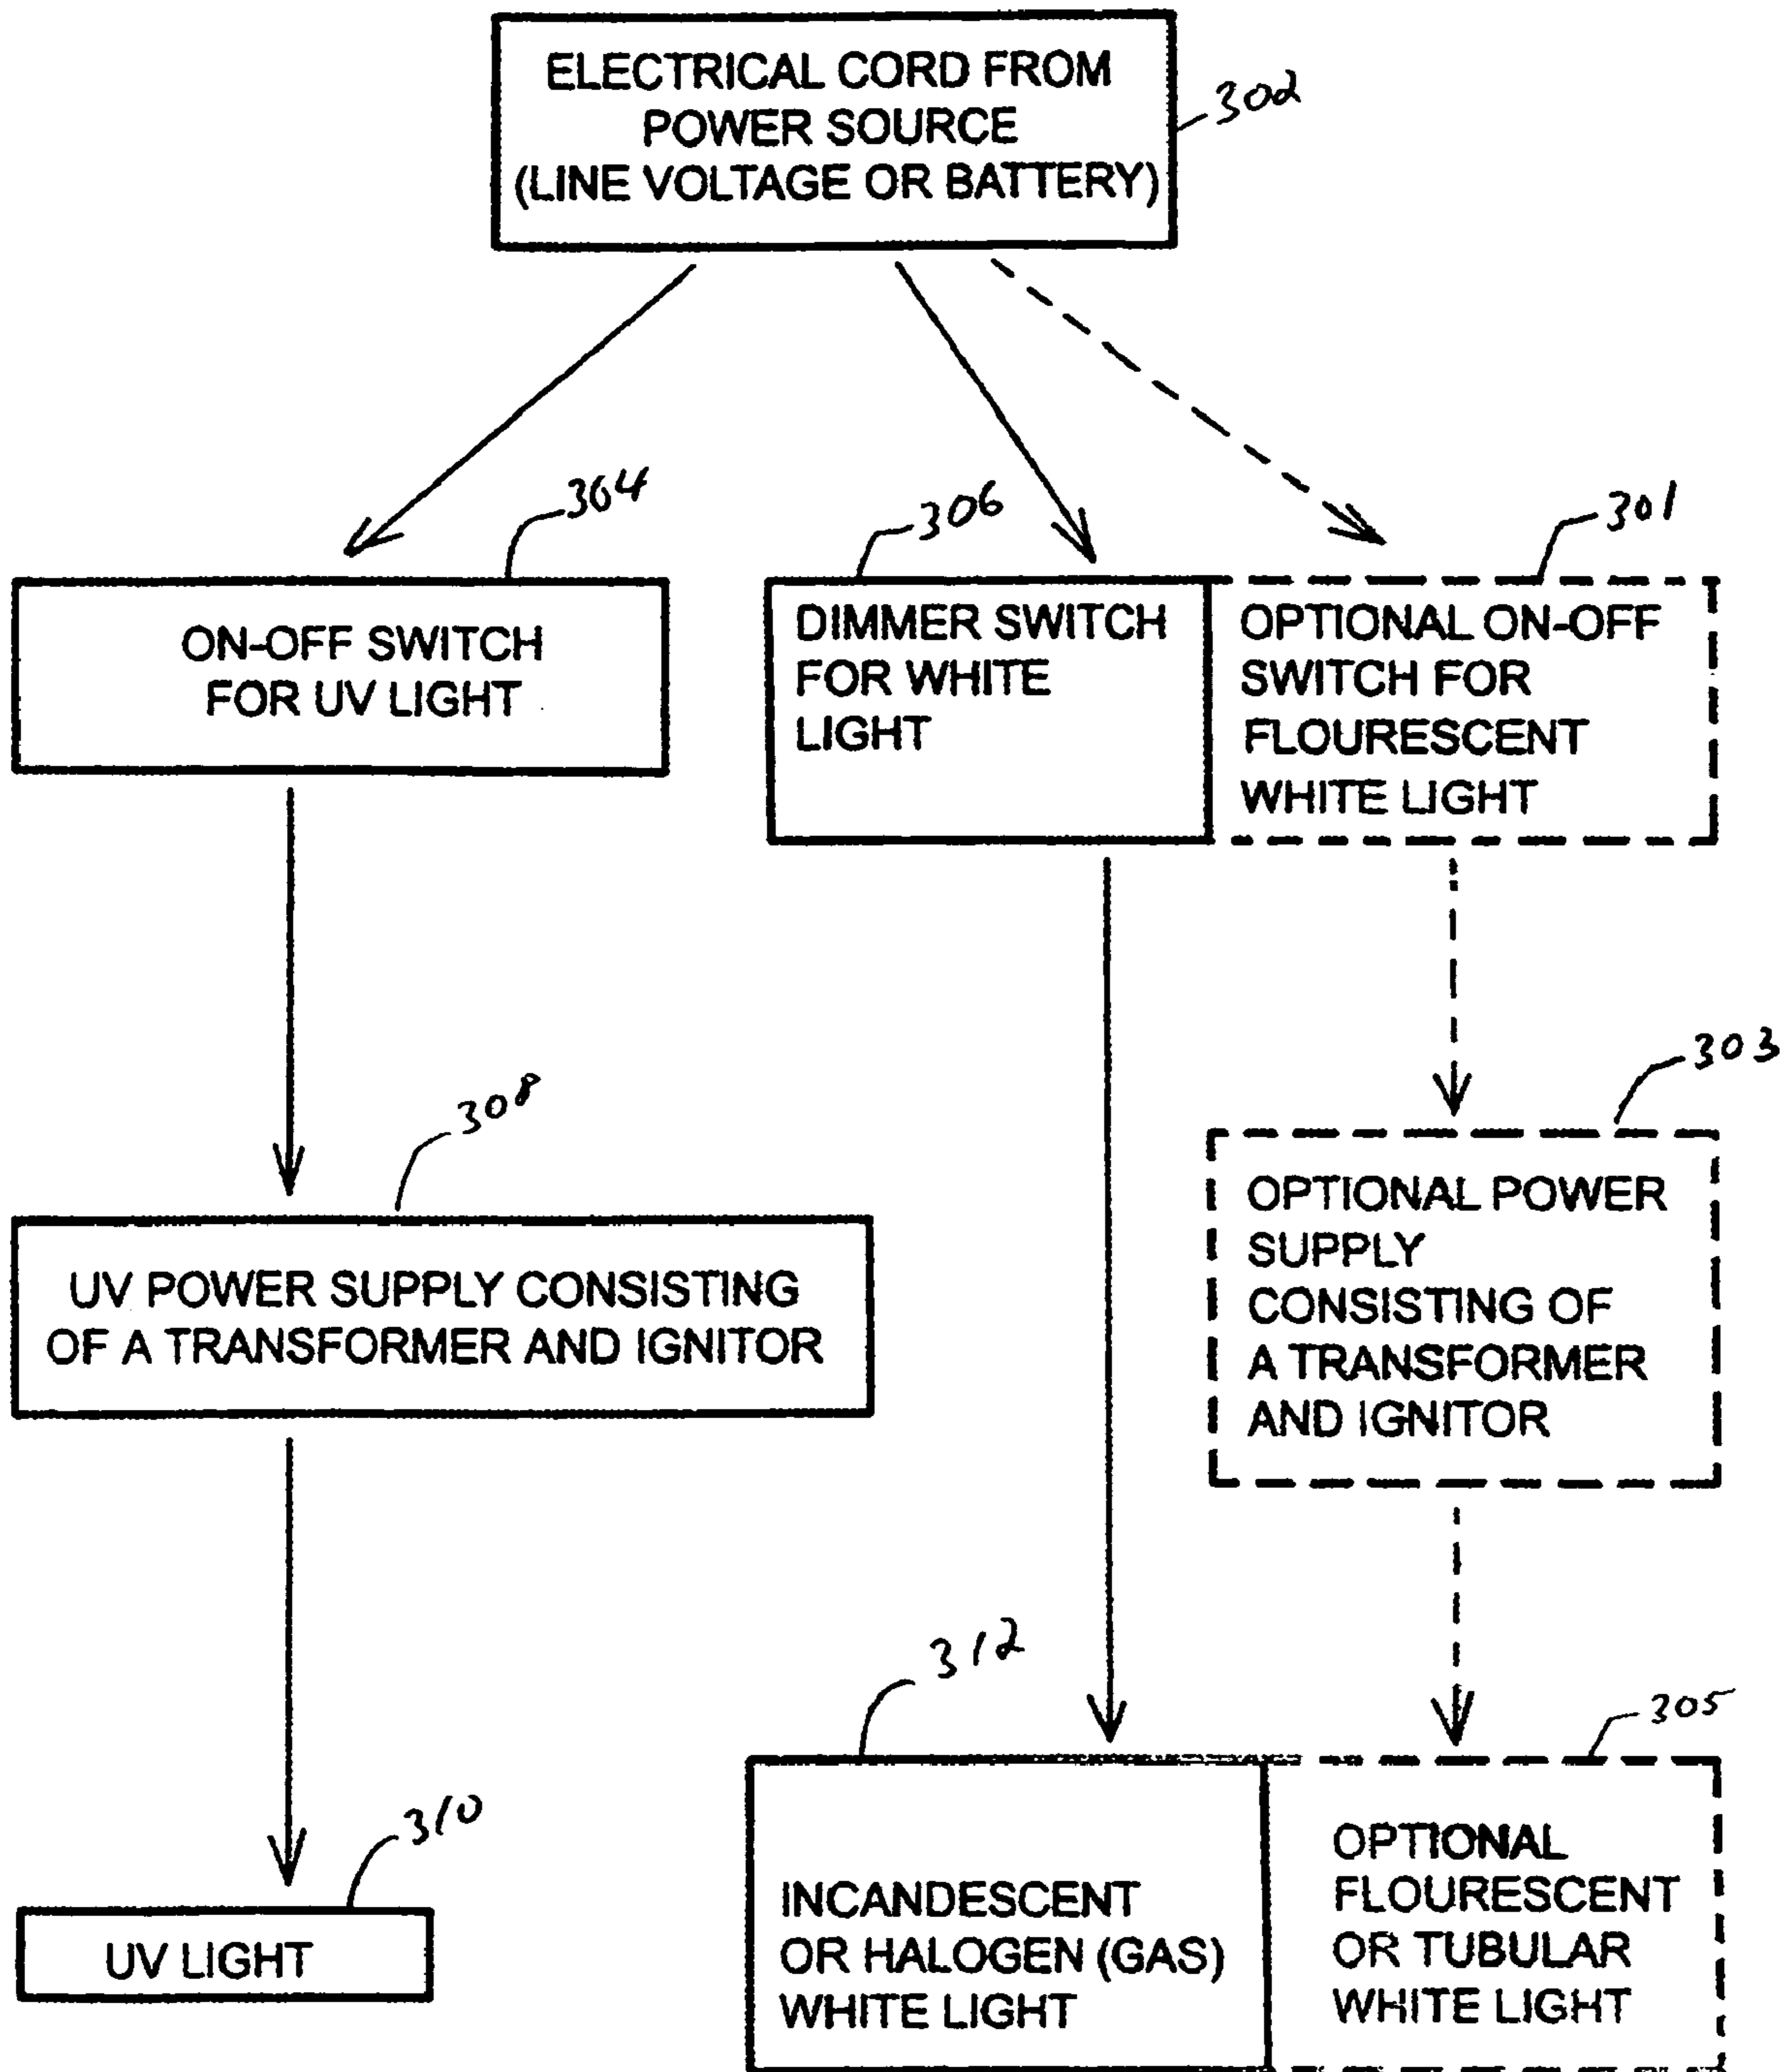 ELECTRICAL CORD FROM
POWER SOURCE
(LINE VOLTAGE OR BATTERY)
302
304
ON-OFF SWITCH
FOR UV LIGHT
306
DIMMER SWITCH
FOR WHITE
LIGHT
301
OPTIONAL ON-OFF
SWITCH FOR
FLOURESCENT
WHITE LIGHT
308
UV POWER SUPPLY CONSISTING
OF A TRANSFORMER AND IGNITOR
303
OPTIONAL POWER
SUPPLY
CONSISTING OF
A TRANSFORMER
AND IGNITOR
310
UV LIGHT
312
INCANDESCENT
OR HALOGEN (GAS)
WHITE LIGHT
305
OPTIONAL
FLOURESCENT
OR TUBULAR
WHITE LIGHT